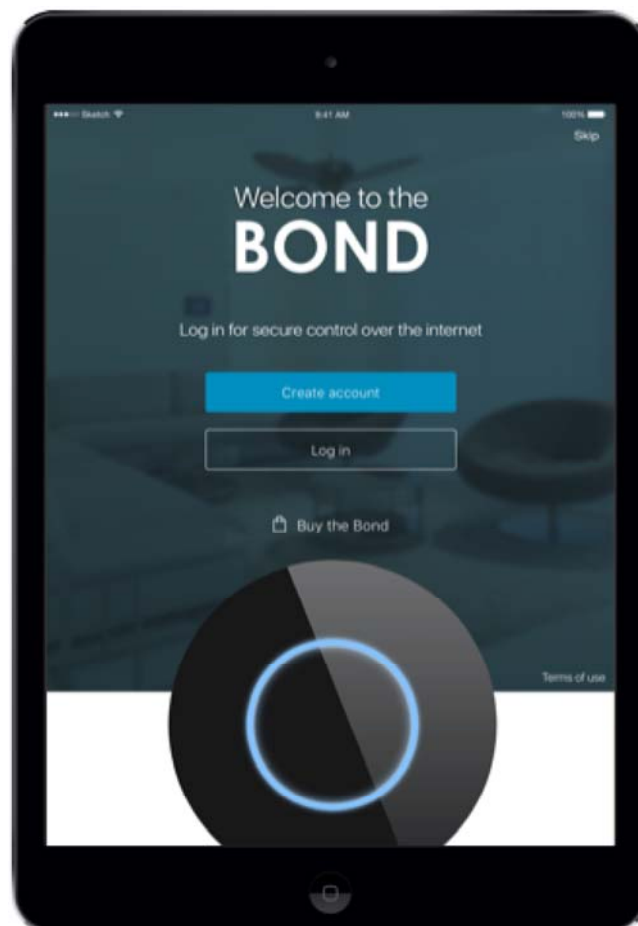 Sketch 9:41 AM 100%
Skip
Welcome to the
BOND
Log in for secure control over the internet
Create account
Log in
Buy the Bond
Terms of use